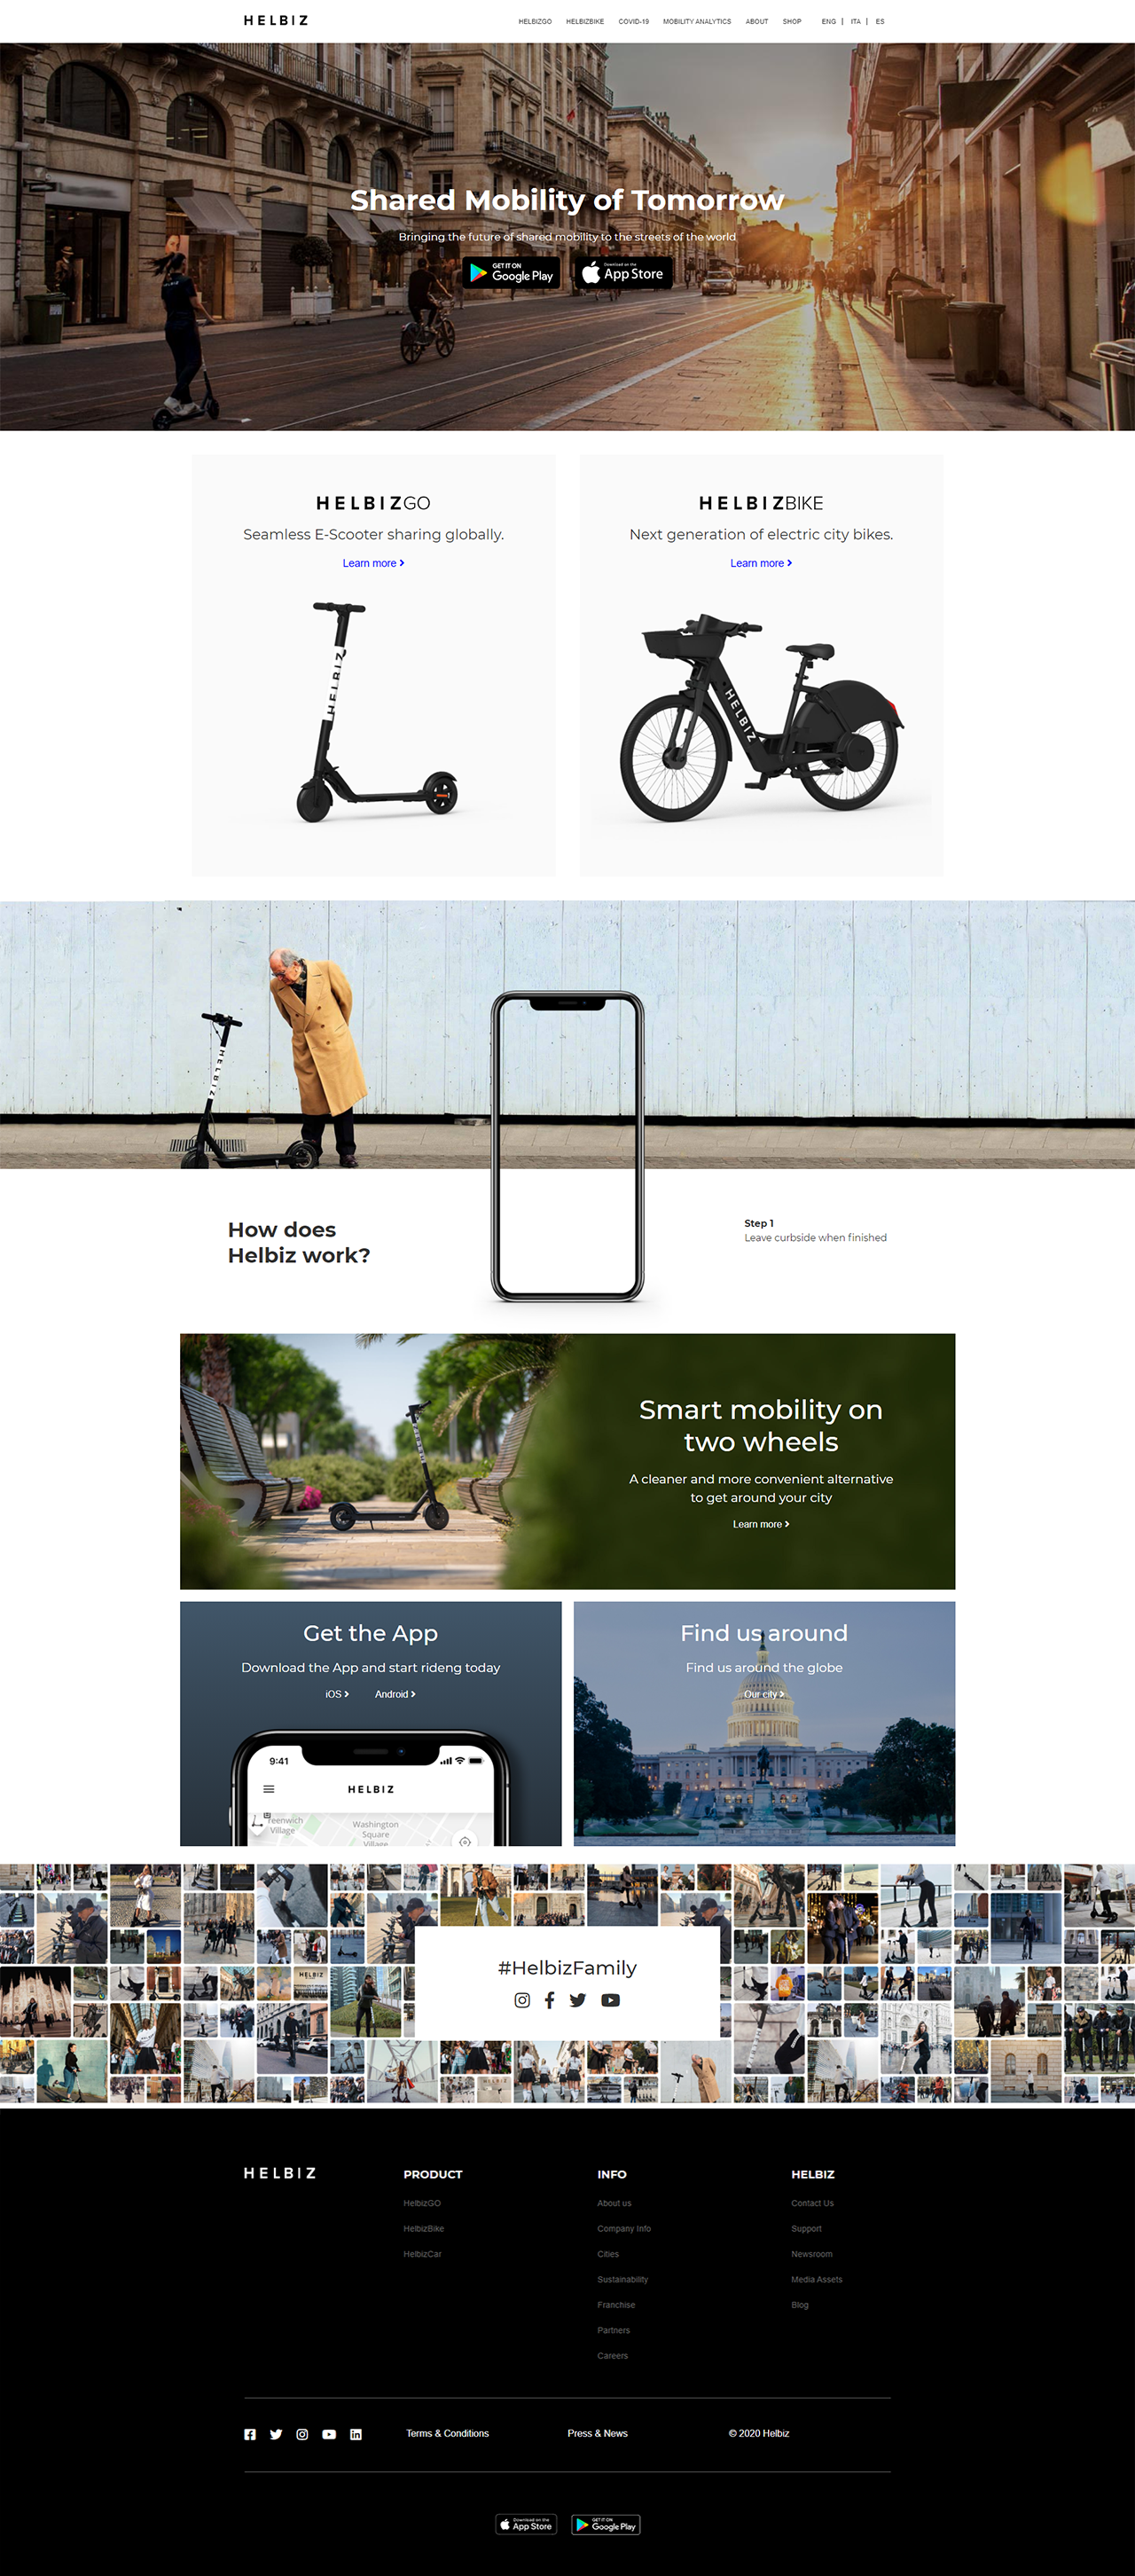 HELBIZ
HELBIZGO HELBIZBIKE COVID-19 MOBILITY ANALYTICS ABOUT SHOP ENG | ITA | ES
Shared Mobility of Tomorrow
Bringing the future of shared mobility to the streets of the world
GET IT ON
Google Play
Download on the
App Store
HELBIZGO
Seamless E-Scooter sharing globally.
Learn more >
HELBIZ
HELBIZBIKE
Next generation of electric city bikes.
Learn more >
HELBIZ
HELBIZ
How does
Helbiz work?
Step 1
Leave curbside when finished
Smart mobility on
two wheels
A cleaner and more convenient alternative
to get around your city
Learn more >
Get the App
Download the App and start rideng today
iOS > Android >
9:41
HELBIZ
reenwich
Village
Washington
Square
Village
Find us around
Find us around the globe
Our city >
HELBIZ
#HelbizFamily
HELBIZ
PRODUCT
HelbizGO
HelbizBike
HelbizCar
INFO
About us
Company Info
Cities
Sustainability
Franchise
Partners
Careers
HELBIZ
Contact Us
Support
Newsroom
Media Assets
Blog
Terms & Conditions
Press & News
© 2020 Helbiz
Download on the
App Store
GET IT ON
Google Play